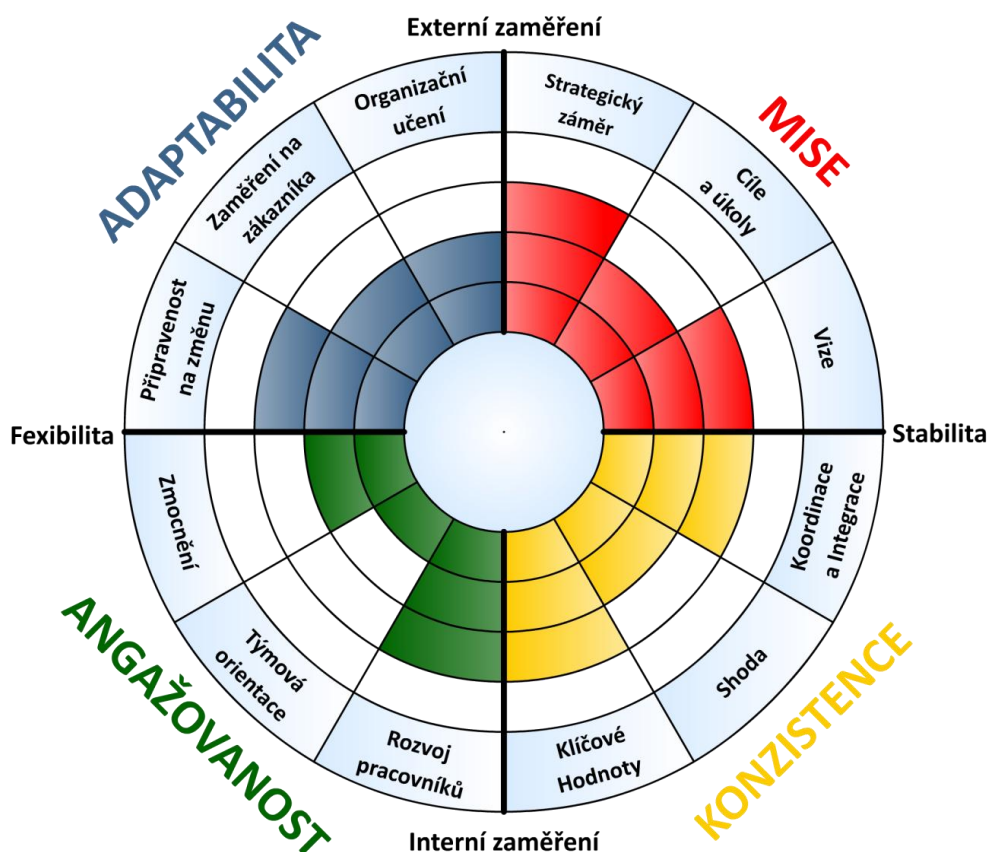 Externí zaměření
ADAPTABILITA
MISE
Organizační
učení
Strategický
záměr
Zaměření na
zákazníka
Cíle
a úkoly
Připravenost
na změnu
Vize
Fexibilita
Stabilita
Zmocnění
Koordinace
a Integrace
Týmová
orientace
Shoda
Rozvoj
pracovníků
Klíčové
Hodnoty
ANGAŽOVANOST
KONZISTENCE
Interní zaměření